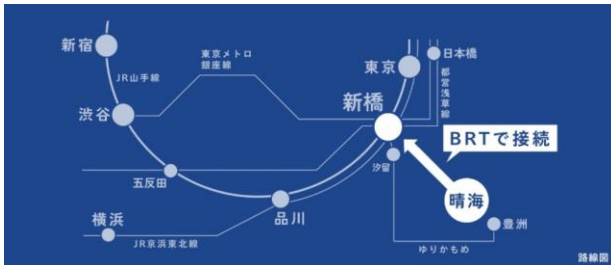 新宿
JR山手線
渋谷
東京メトロ
銀座線
東京
日本橋
都営浅草線
新橋
BRTで接続
汐留
五反田
晴海
品川
横浜
豊洲
JR京浜東北線
ゆりかもめ
路線図